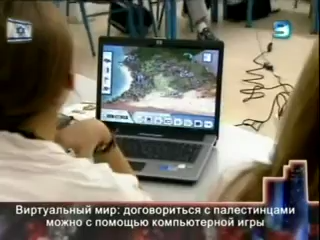 Виртуальный мир: договориться с палестинцами
можно с помощью компьютерной игры